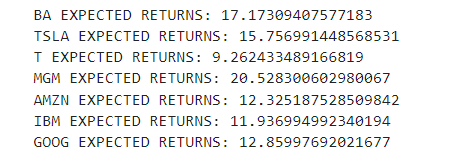 BA EXPECTED RETURNS: 17.17309407577183
TSLA EXPECTED RETURNS: 15.756991448568531
T EXPECTED RETURNS: 9.262433489166819
MGM EXPECTED RETURNS: 20.528300602980067
AMZN EXPECTED RETURNS: 12.325187528509842
IBM EXPECTED RETURNS: 11.936994992340194
GOOG EXPECTED RETURNS: 12.85997692021677